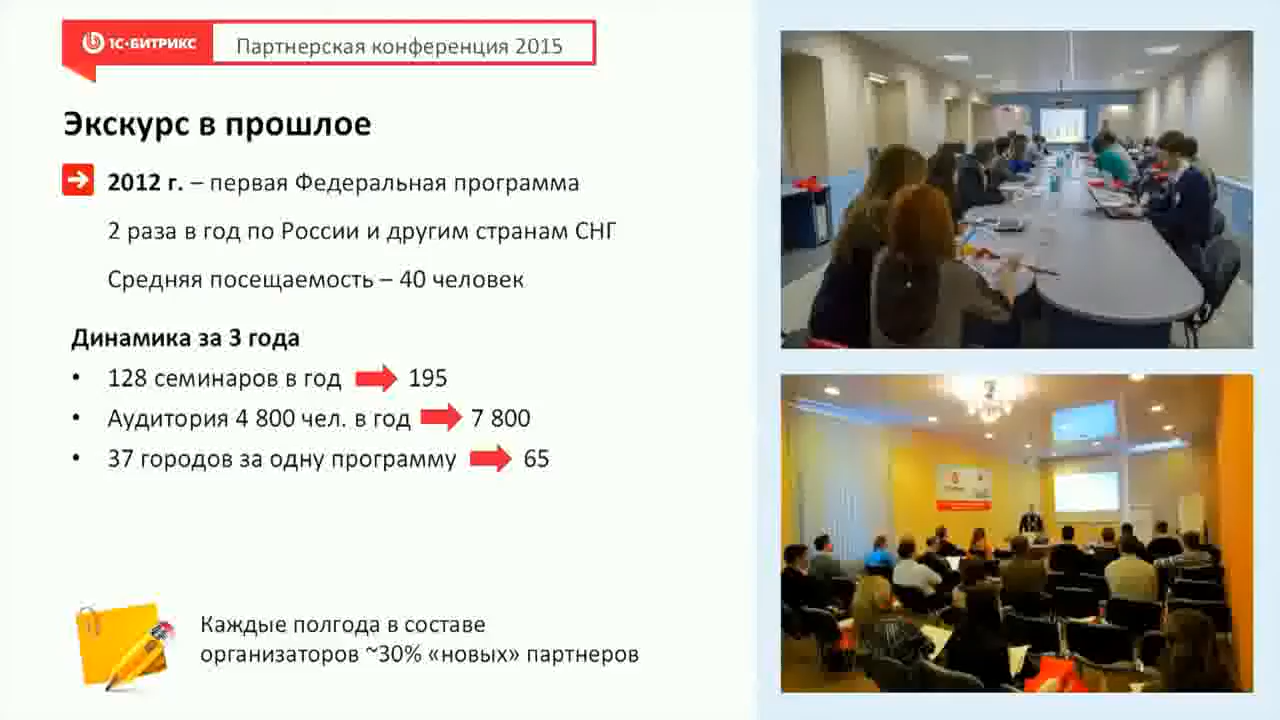 1С-БИТРИКС
Партнерская конференция 2015
Экскурс в прошлое
2012 г. – первая Федеральная программа
2 раза в год по России и другим странам СНГ
Средняя посещаемость – 40 человек
Динамика за 3 года
• 128 семинаров в год 195
• Аудитория 4 800 чел. в год 7 800
• 37 городов за одну программу 65
Каждые полгода в составе
организаторов ~30% «новых» партнеров